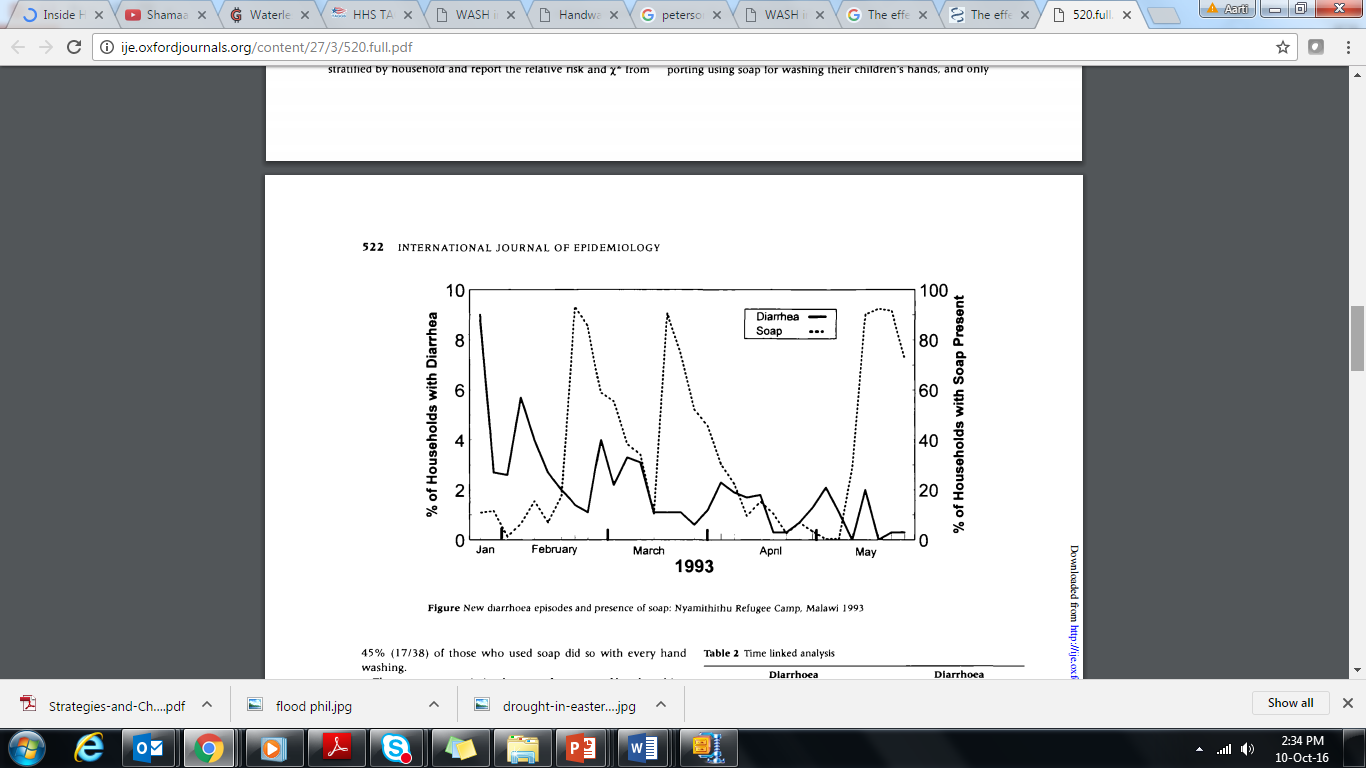 Inside H
Shamaa
Waterle
HHS TA
WASH i
Handwa
peterso
WASH i
The effe
The effe
520.full.
Aarti
ije.oxfordjournals.org/content/27/3/520.full.pdf
stratified by household and report the relative risk and χ² from
porting using soap for washing their children's hands, and only
522 INTERNATIONAL JOURNAL OF EPIDEMIOLOGY
% of Households with Diarrhea
10
8
6
4
2
0
Diarrhea
Soap
100
80
60
40
20
0
% of Households with Soap Present
Jan February March April May
1993
Figure New diarrhoea episodes and presence of soap: Nyamithithu Refugee Camp, Malawi 1993
45% (17/38) of those who used soap did so with every hand
washing.
Table 2 Time linked analysis
Diarrhoea Diarrhoea
Downloaded from http://ije.oxf
Strategies-and-Ch....pdf
flood phil.jpg
drought-in-easter....jpg
Show all
2:34 PM
10-Oct-16